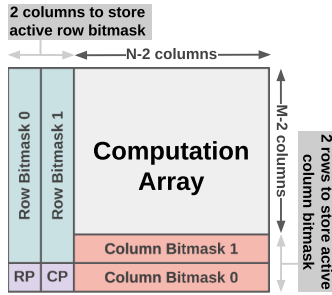 2 columns to store
active row bitmask
N-2 columns
Row Bitmask 0
Row Bitmask 1
Computation
Array
M-2 columns
2 rows to store active
column bitmask
Column Bitmask 1
RP
CP
Column Bitmask 0